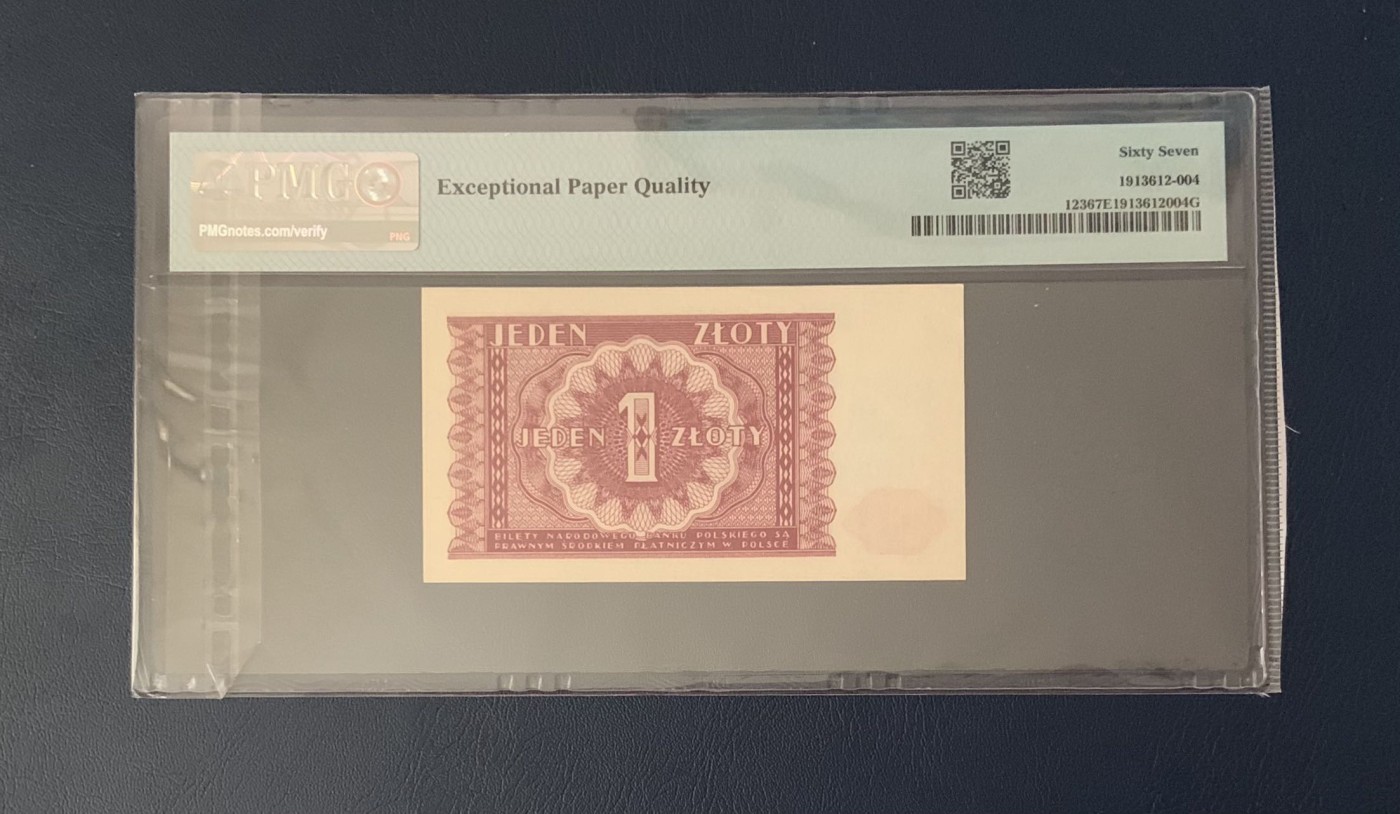 PMG
PMGnotes.com/verify
PNG
Exceptional Paper Quality
Sixty Seven
1913612-004
12367E1913612004G
JEDEN ZŁOTY
JEDEN 1 ZŁOTY
BILETY NARODOWEGO BANKU POLSKIEGO SĄ
PRAWNYM ŚRODKIEM PŁATNICZYM W POLSCE